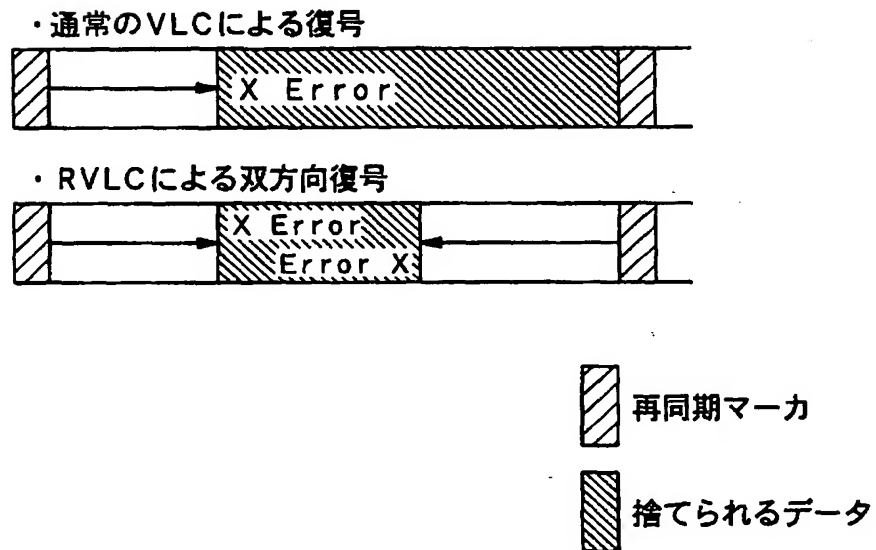 ・通常のVLCによる復号
X Error
・RVLCによる双方向復号
X Error
Error X
再同期マーカ
捨てられるデータ